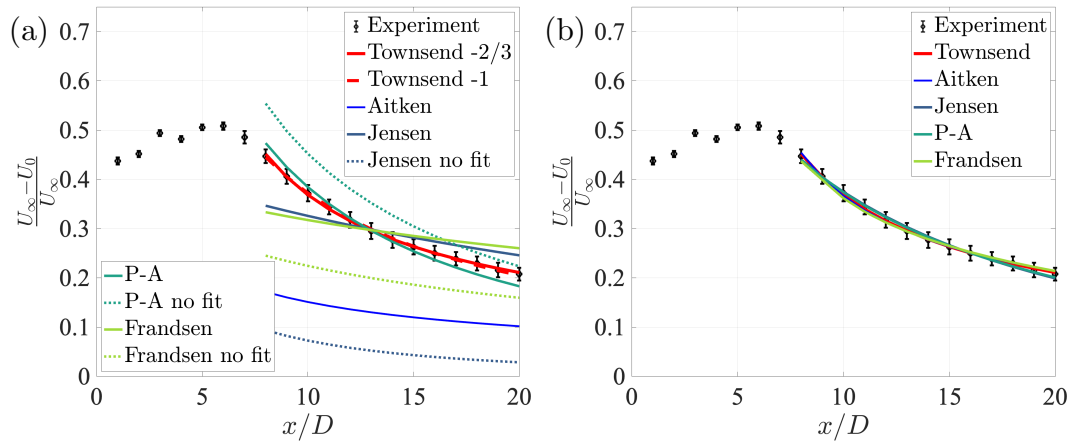 (a)
0.7
0.6
0.5
0.4
0.3
0.2
0.1
0
U∞−U0
U∞
Experiment
Townsend -2/3
Townsend -1
Aitken
Jensen
Jensen no fit
P-A
P-A no fit
Frandsen
Frandsen no fit
0 5 10 15 20
x/D
(b)
0.7
0.6
0.5
0.4
0.3
0.2
0.1
0
U∞−U0
U∞
Experiment
Townsend
Aitken
Jensen
P-A
Frandsen
0 5 10 15 20
x/D